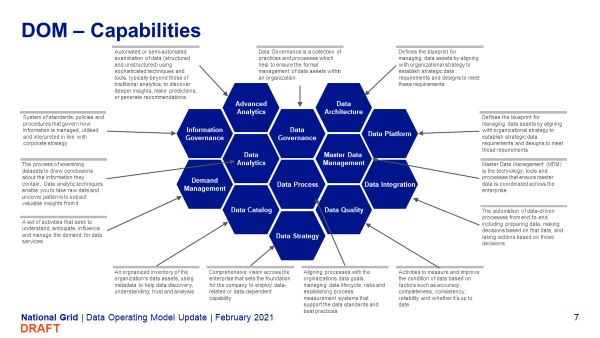 DOM – Capabilities
Automated or semi-automated
examination of data (structured
and unstructured) using
sophisticated techniques and
tools, typically beyond those of
traditional analytics, to discover
deeper insights, make predictions,
or generate recommendations.
Data Governance is a collection of
practices and processes which
help to ensure the formal
management of data assets within
an organization
Defines the blueprint for
managing data assets by aligning
with organizational strategy to
establish strategic data
requirements and designs to meet
these requirements
System of standards, policies and
procedures that govern how
information is managed, utilised
and interpreted in line with
corporate strategy
The process of examining
datasets to draw conclusions
about the information they
contain. Data analytic techniques
enable you to take raw data and
uncover patterns to extract
valuable insights from it
A set of activities that seek to
understand, anticipate, influence
and manage the demand for data
services
Advanced
Analytics
Data
Architecture
Information
Governance
Data
Governance
Data Platform
Data
Analytics
Master Data
Management
Demand
Management
Data Process
Data Integration
Data Catalog
Data Quality
Data Strategy
Defines the blueprint for
managing data assets by aligning
with organizational strategy to
establish strategic data
requirements and designs to meet
these requirements
Master Data Management (MDM)
is the technology, tools and
processes that ensure master
data is coordinated across the
enterprise.
The automation of data-driven
processes from end-to-end,
including preparing data, making
decisions based on that data, and
taking actions based on those
decisions.
An organized inventory of the
organization's data assets, using
metadata to help data discovery,
understanding, trust and analysis.
Comprehensive vision across the
enterprise that sets the foundation
for the company to employ data-
related or data-dependent
capability
Aligning processes with the
organizations data goals,
managing data lifecycle, risks and
establishing process
measurement systems that
support the data standards and
best practices
Activities to measure and improve
the condition of data based on
factors such as accuracy,
completeness, consistency,
reliability and whether it's up to
date.
National Grid | Data Operating Model Update | February 2021
7
DRAFT